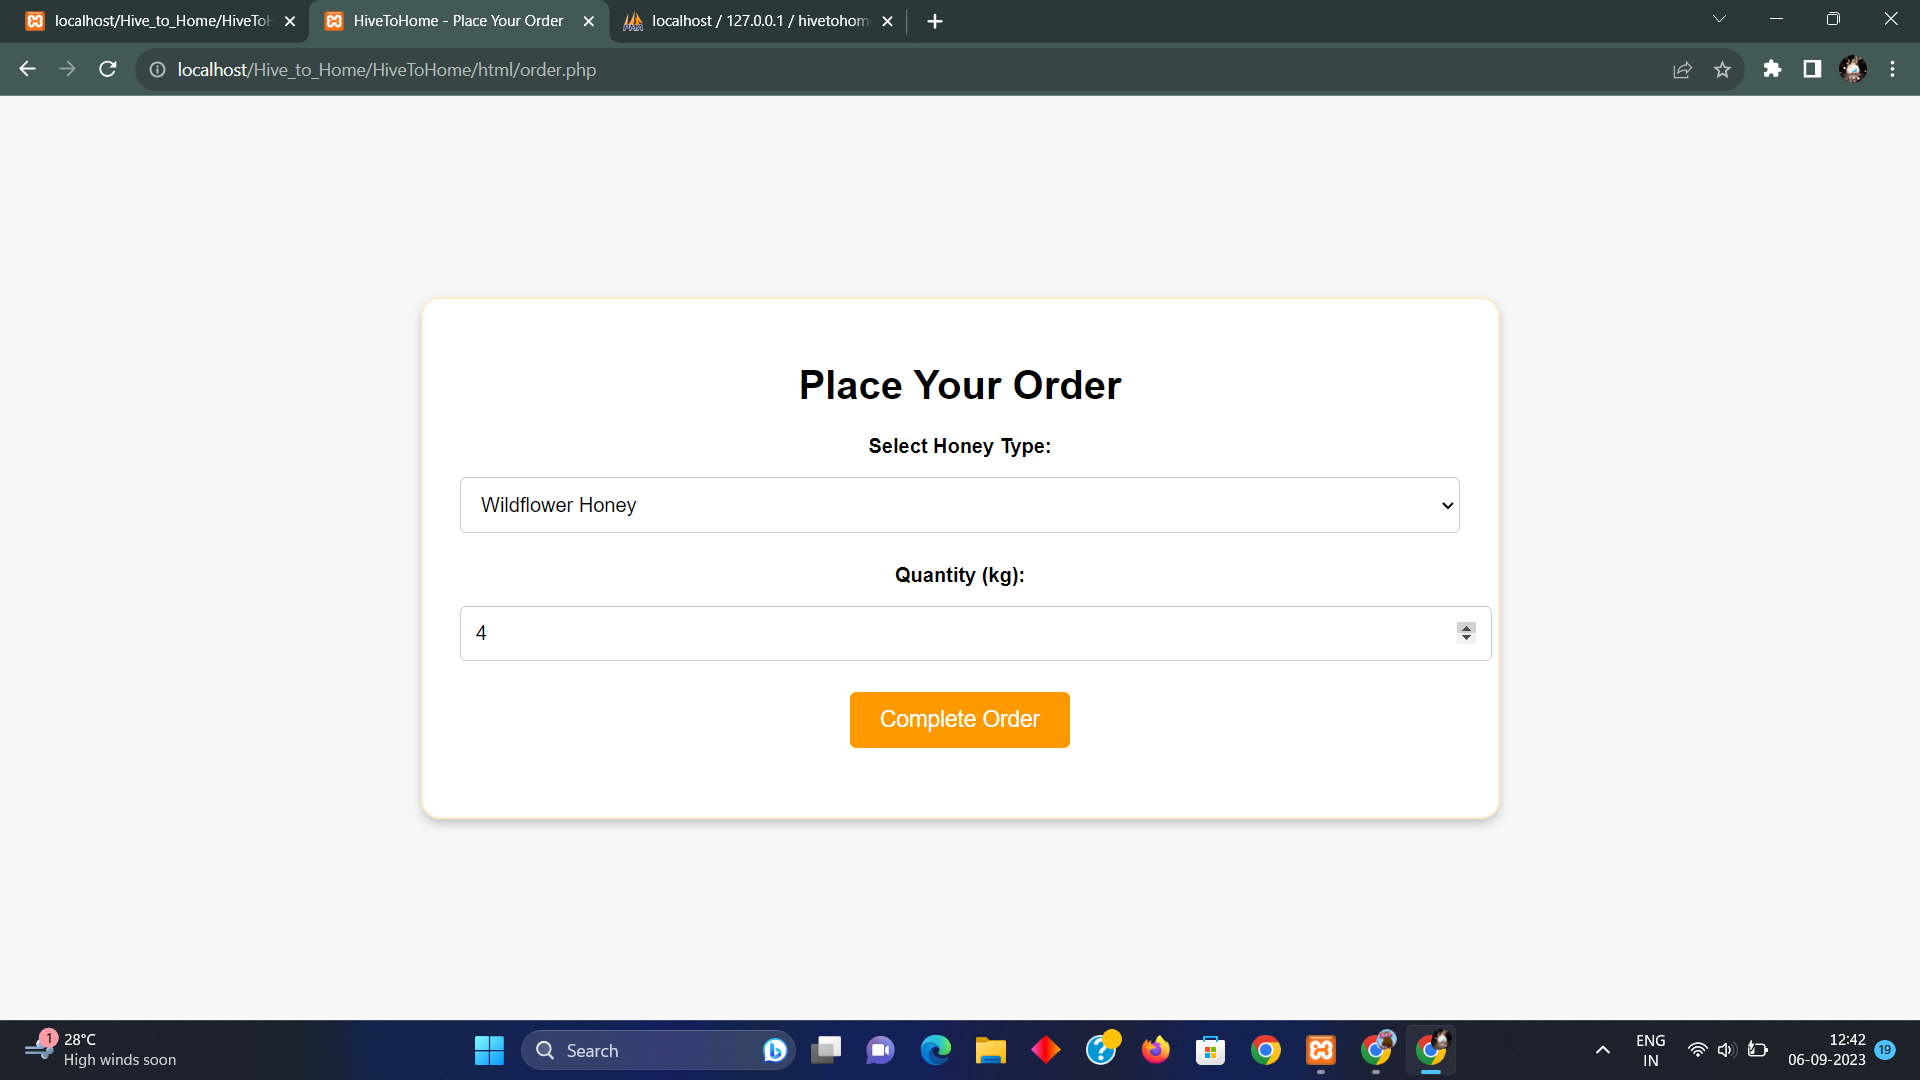 localhost/Hive_to_Home/HiveToH
HiveToHome - Place Your Order
localhost / 127.0.0.1 / hivetohom
localhost/Hive_to_Home/HiveToHome/html/order.php
Place Your Order
Select Honey Type:
Wildflower Honey
Quantity (kg):
4
Complete Order
1
28°C
High winds soon
Search
ENG
IN
12:42
06-09-2023
19